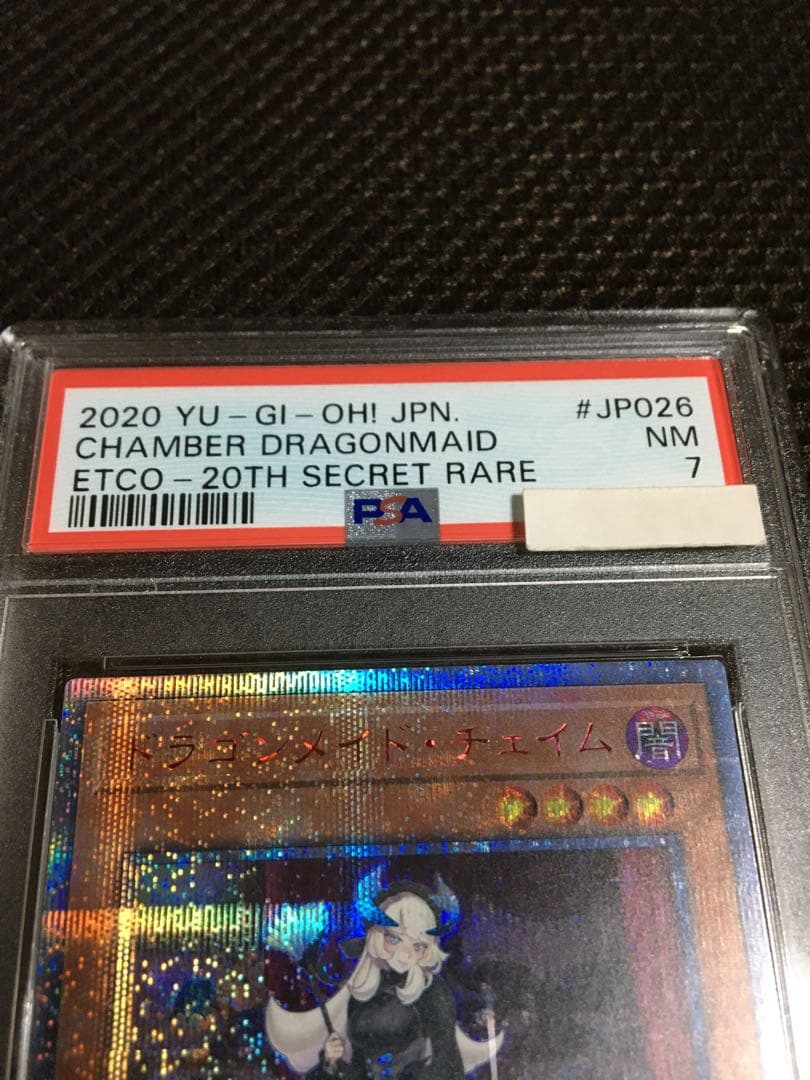 2020 YU-GI-OH! JPN. #JP026
CHAMBER DRAGONMAID NM
ETCO-20TH SECRET RARE 7
PSA
ドラゴンメイド・チェイム 闇